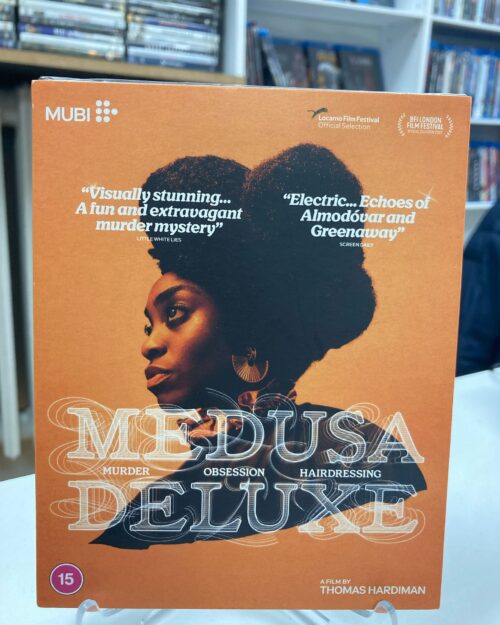 MUBI
Locarno Film Festival
Official Selection
BFI LONDON
FILM FESTIVAL
“Visually stunning...
A fun and extravagant
murder mystery”
LITTLE WHITE LIES
“Electric... Echoes of
Almodóvar and
Greenaway”
SCREEN DAILY
MEDUSA
MURDER OBSESSION HAIRDRESSING
DELUXE
15
A FILM BY
THOMAS HARDIMAN